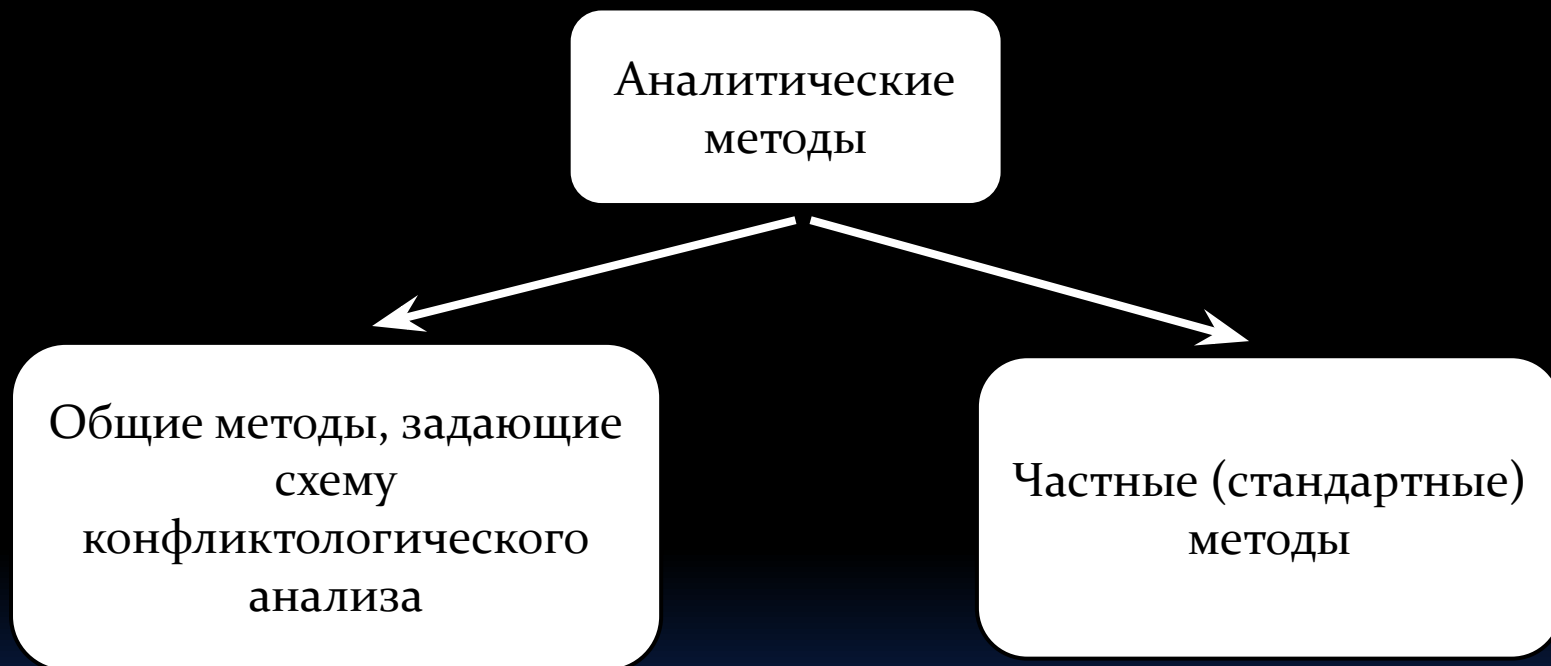 Аналитические
методы
Общие методы, задающие
схему
конфликтологического
анализа
Частные (стандартные)
методы